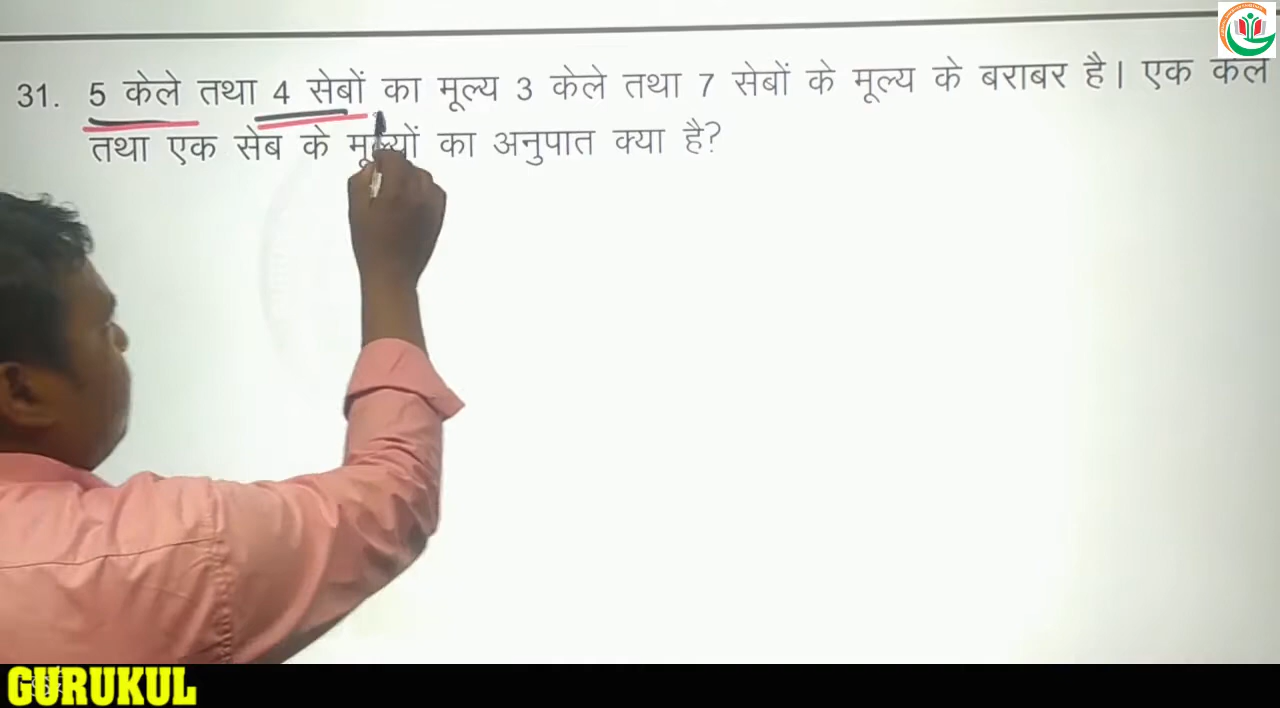 31. 5 केले तथा 4 सेबों का मूल्य 3 केले तथा 7 सेबों के मूल्य के बराबर है। एक केले
तथा एक सेब के मूल्यों का अनुपात क्या है?
GURUKUL